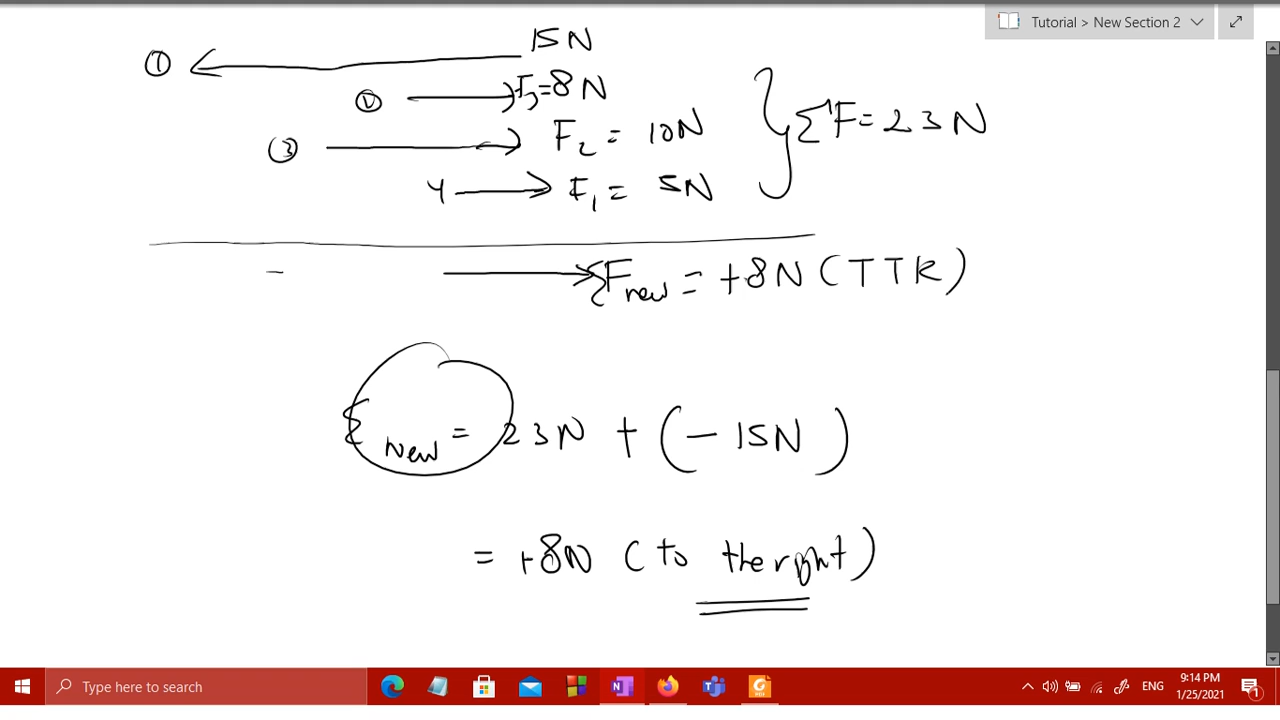 Tutorial > New Section 2
① 15N
② F3=8N
③ F2 = 10N
4 F1 = 5N
ΣF=23N
ΣFnew = +8N (TTR)
Σnew = 23N + (-15N)
= +8N (to the right)
Type here to search
ENG
9:14 PM
1/25/2021
1